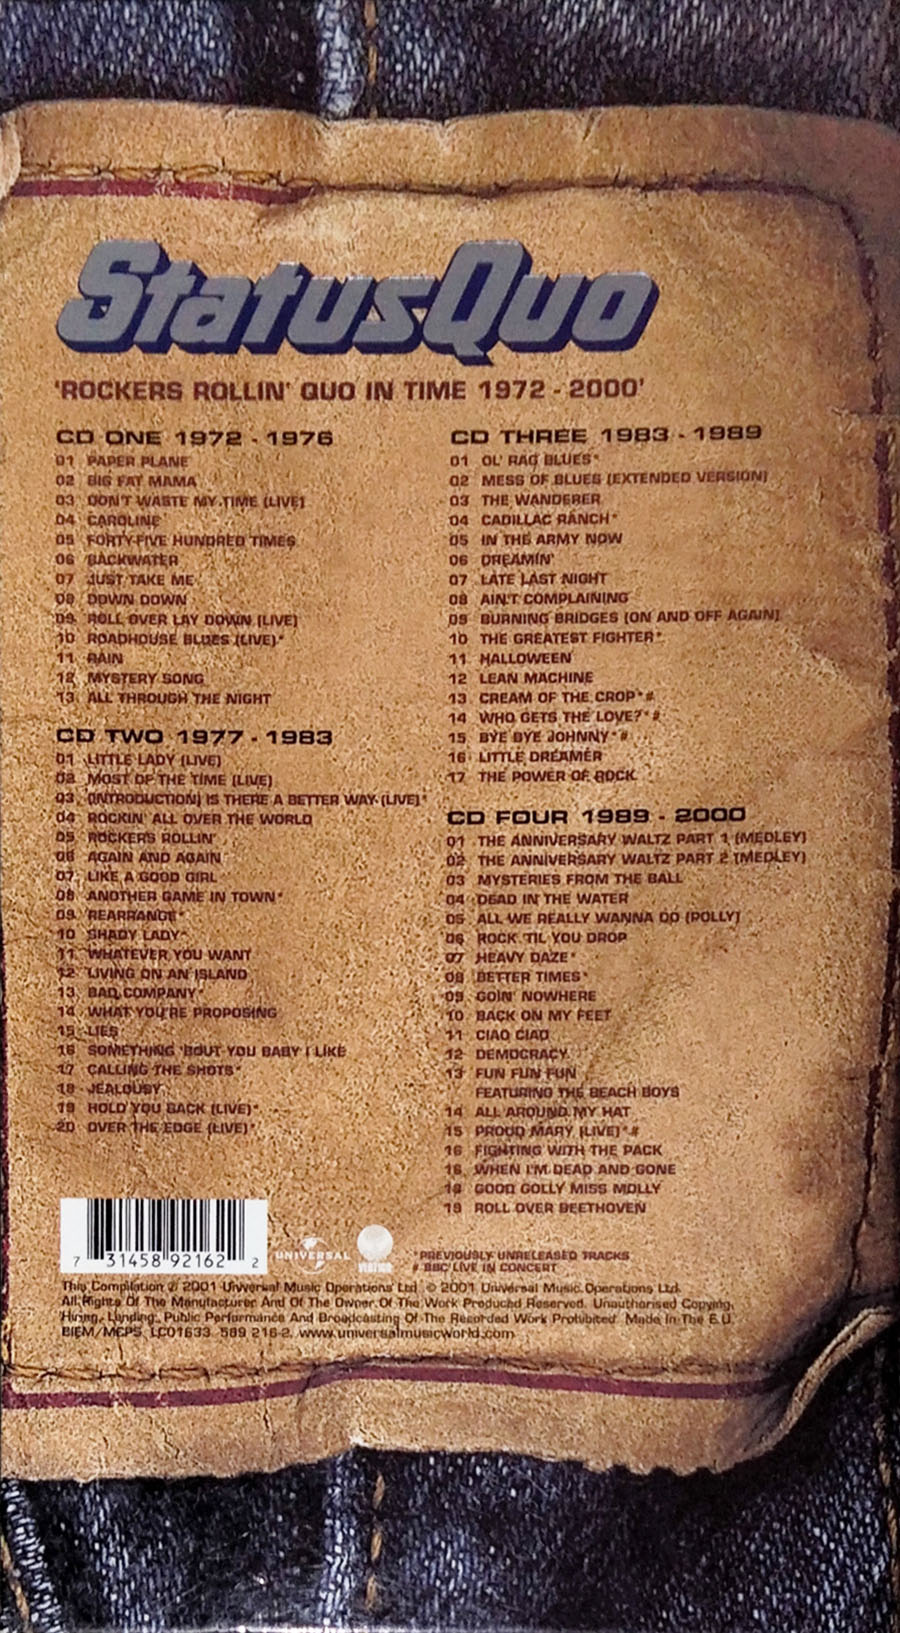 StatusQuo
'ROCKERS ROLLIN' QUO IN TIME 1972 - 2000'
CD ONE 1972 - 1976
01 PAPER PLANE
02 BIG FAT MAMA
03 DON'T WASTE MY TIME (LIVE)
04 CAROLINE
05 FORTY-FIVE HUNDRED TIMES
06 BACKWATER
07 JUST TAKE ME
08 DOWN DOWN
09 ROLL OVER LAY DOWN (LIVE)
10 ROADHOUSE BLUES (LIVE)*
11 RAIN
12 MYSTERY SONG
13 ALL THROUGH THE NIGHT
CD TWO 1977 - 1983
01 LITTLE LADY (LIVE)
02 MOST OF THE TIME (LIVE)
03 (INTRODUCTION) IS THERE A BETTER WAY (LIVE)*
04 ROCKIN' ALL OVER THE WORLD
05 ROCKERS ROLLIN'
06 AGAIN AND AGAIN
07 LIKE A GOOD GIRL
08 ANOTHER GAME IN TOWN*
09 REARRANGE*
10 SHADY LADY*
11 WHATEVER YOU WANT
12 LIVING ON AN ISLAND
13 BAD COMPANY*
14 WHAT YOU'RE PROPOSING
15 LIES
16 SOMETHING 'BOUT YOU BABY I LIKE
17 CALLING THE SHOTS*
18 JEALOUSY
19 HOLD YOU BACK (LIVE)*
20 OVER THE EDGE (LIVE)*
CD THREE 1983 - 1989
01 OL' RAG BLUES*
02 MESS OF BLUES (EXTENDED VERSION)
03 THE WANDERER
04 CADILLAC RANCH*
05 IN THE ARMY NOW
06 DREAMIN'
07 LATE LAST NIGHT
08 AIN'T COMPLAINING
09 BURNING BRIDGES (ON AND OFF AGAIN)
10 THE GREATEST FIGHTER*
11 HALLOWEEN
12 LEAN MACHINE
13 CREAM OF THE CROP*#
14 WHO GETS THE LOVE?*#
15 BYE BYE JOHNNY*#
16 LITTLE DREAMER
17 THE POWER OF ROCK
CD FOUR 1989 - 2000
01 THE ANNIVERSARY WALTZ PART 1 (MEDLEY)
02 THE ANNIVERSARY WALTZ PART 2 (MEDLEY)
03 MYSTERIES FROM THE BALL
04 DEAD IN THE WATER
05 ALL WE REALLY WANNA DO (POLLY)
06 ROCK 'TIL YOU DROP
07 HEAVY DAZE*
08 BETTER TIMES*
09 GOIN' NOWHERE
10 BACK ON MY FEET
11 CIAO CIAO
12 DEMOCRACY
13 FUN FUN FUN
FEATURING THE BEACH BOYS
14 ALL AROUND MY HAT
15 PROUD MARY (LIVE)*#
16 FIGHTING WITH THE PACK
16 WHEN I'M DEAD AND GONE
18 GOOD GOLLY MISS MOLLY
19 ROLL OVER BEETHOVEN
7 31458 92162 2
UNIVERSAL
VERTIGO
*PREVIOUSLY UNRELEASED TRACKS
# BBC LIVE IN CONCERT
This Compilation ℗ 2001 Universal Music Operations Ltd. © 2001 Universal Music Operations Ltd.
All Rights Of The Manufacturer And Of The Owner Of The Work Produced Reserved. Unauthorised Copying,
Hiring, Lending, Public Performance And Broadcasting Of The Recorded Work Prohibited. Made In The E.U.
BIEM/MCPS. LC01633. 589 216-2. www.universalmusicworld.com